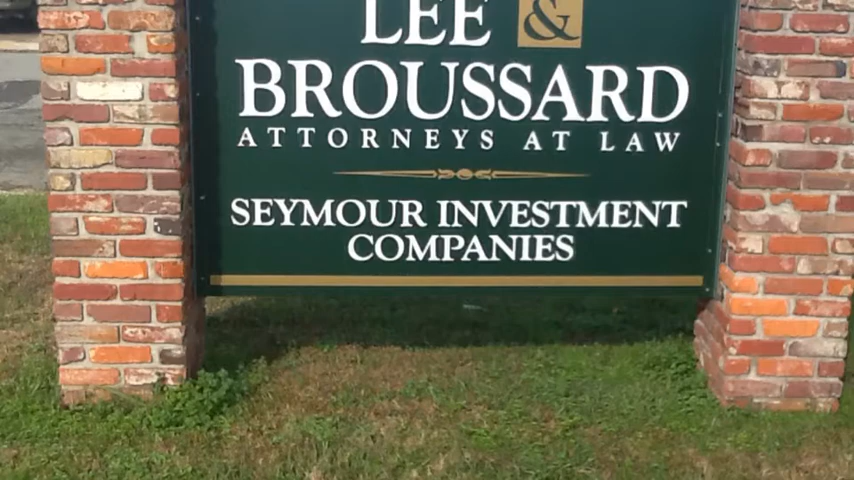 LEE &
BROUSSARD
ATTORNEYS AT LAW
SEYMOUR INVESTMENT
COMPANIES